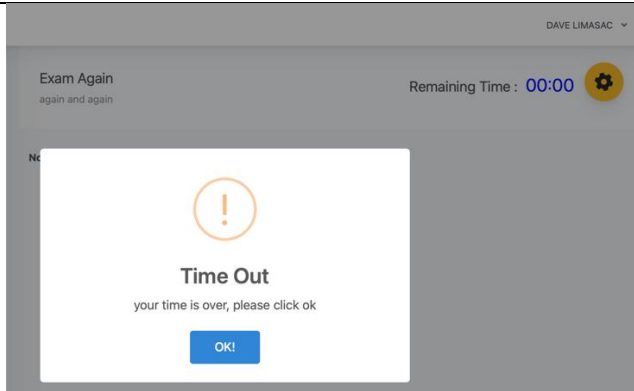 DAVE LIMASAC
Exam Again
Remaining Time : 00:00
again and again
Time Out
your time is over, please click ok
OK!